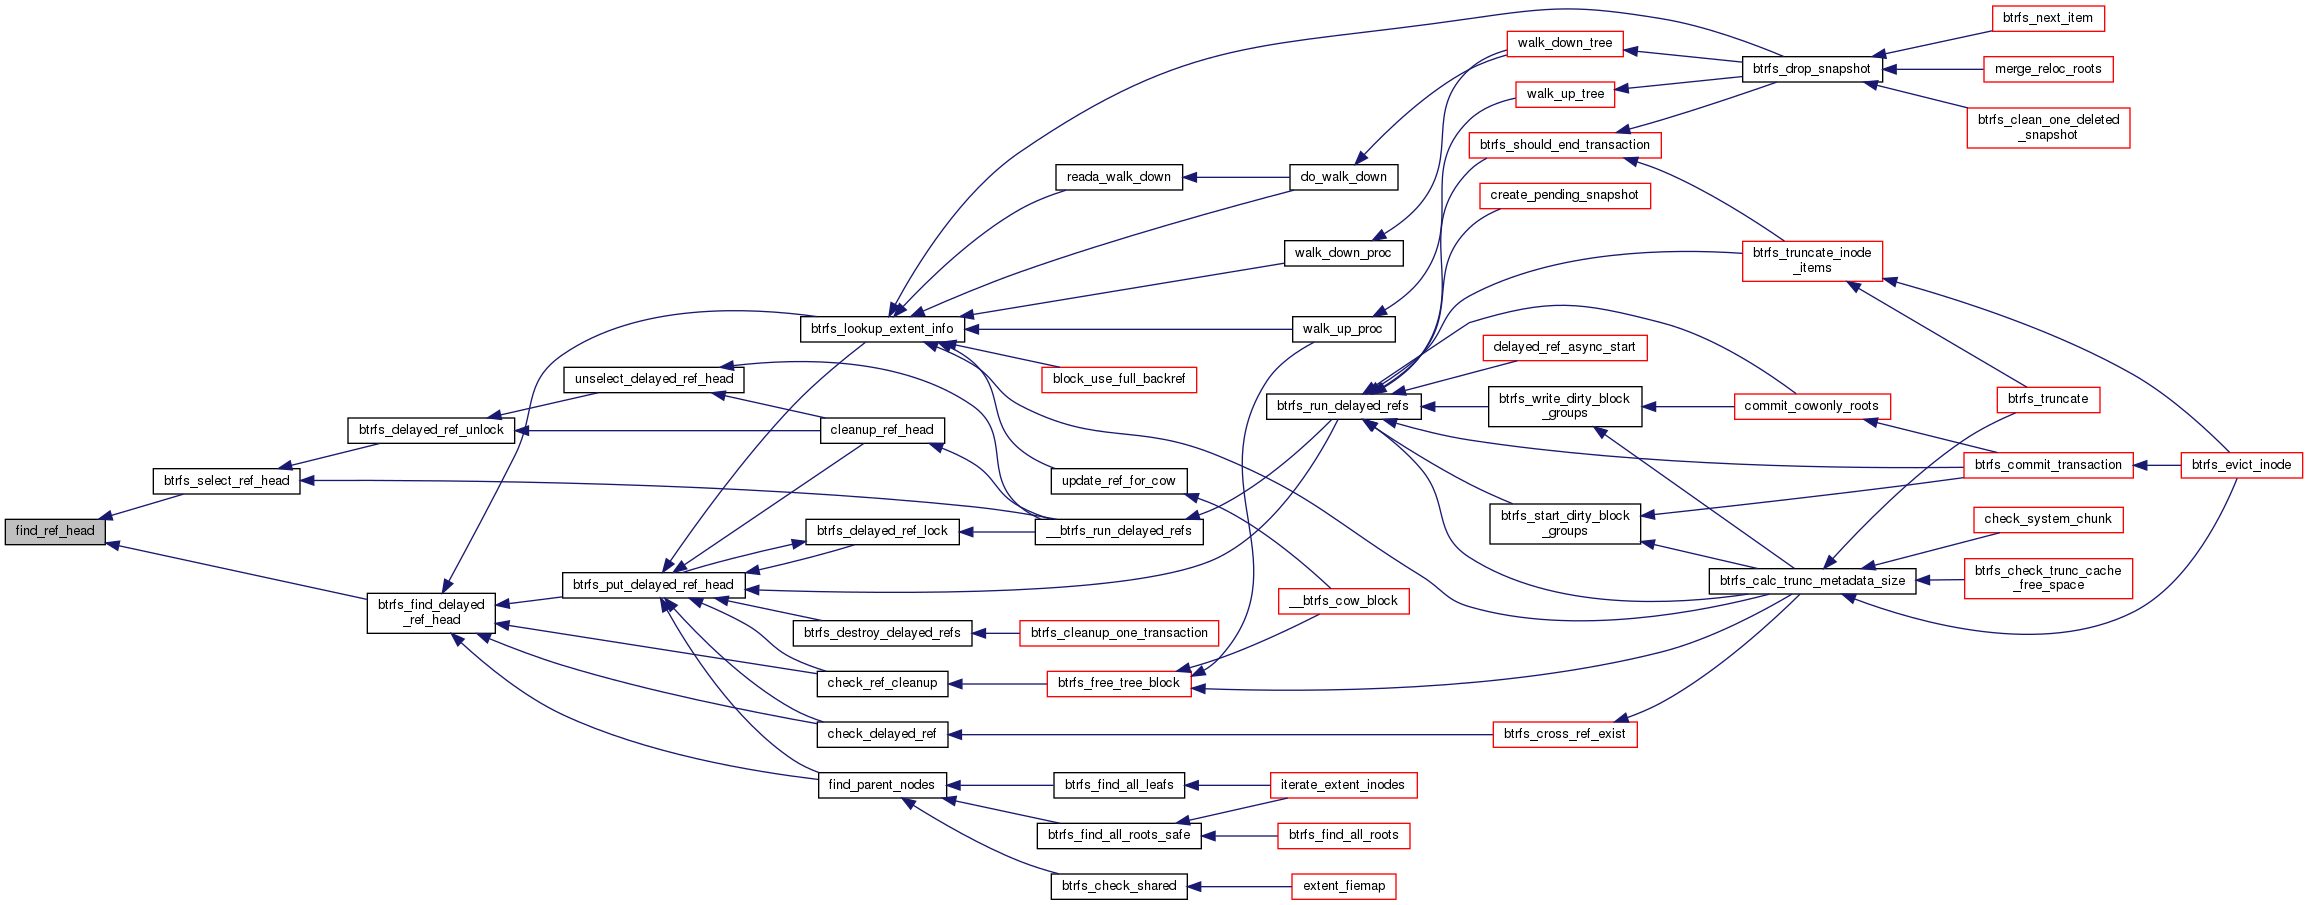 btrfs_next_item
walk_down_tree
btrfs_drop_snapshot
merge_reloc_roots
walk_up_tree
btrfs_clean_one_deleted
_snapshot
btrfs_should_end_transaction
reada_walk_down
do_walk_down
create_pending_snapshot
walk_down_proc
btrfs_truncate_inode
_items
btrfs_lookup_extent_info
walk_up_proc
delayed_ref_async_start
unselect_delayed_ref_head
block_use_full_backref
btrfs_run_delayed_refs
btrfs_write_dirty_block
_groups
commit_cowonly_roots
btrfs_truncate
btrfs_delayed_ref_unlock
cleanup_ref_head
btrfs_commit_transaction
btrfs_evict_inode
btrfs_select_ref_head
update_ref_for_cow
find_ref_head
btrfs_delayed_ref_lock
__btrfs_run_delayed_refs
btrfs_start_dirty_block
_groups
check_system_chunk
btrfs_put_delayed_ref_head
btrfs_calc_trunc_metadata_size
btrfs_check_trunc_cache
_free_space
btrfs_find_delayed
_ref_head
__btrfs_cow_block
btrfs_destroy_delayed_refs
btrfs_cleanup_one_transaction
check_ref_cleanup
btrfs_free_tree_block
check_delayed_ref
btrfs_cross_ref_exist
find_parent_nodes
btrfs_find_all_leafs
iterate_extent_inodes
btrfs_find_all_roots_safe
btrfs_find_all_roots
btrfs_check_shared
extent_fiemap